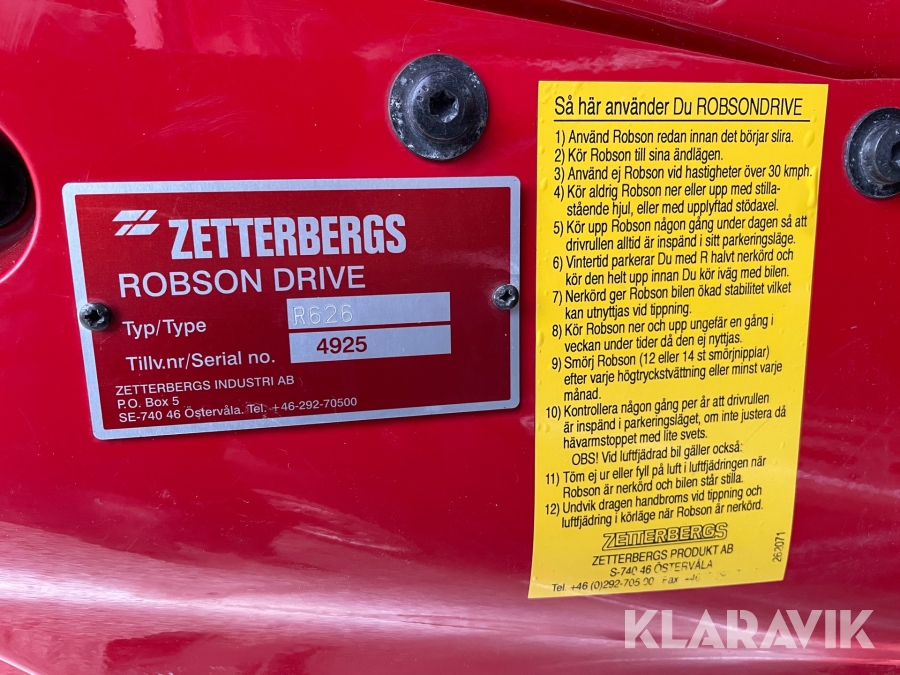 ZETTERBERGS
ROBSON DRIVE
Typ/Type R626
Tillv.nr/Serial no. 4925
ZETTERBERGS INDUSTRI AB
P.O. Box 5
SE-740 46 Östervåla. Tel. +46-292-70500
Så här använder Du ROBSONDRIVE
1) Använd Robson redan innan det börjar slira.
2) Kör Robson till sina ändlägen.
3) Använd ej Robson vid hastigheter över 30 kmph.
4) Kör aldrig Robson ner eller upp med stilla-
stående hjul, eller med upplyftad stödaxel.
5) Kör upp Robson någon gång under dagen så att
drivrullen alltid är inspänd i sitt parkeringsläge.
6) Vintertid parkerar Du med R halvt nerkörd och
kör den helt upp innan Du kör iväg med bilen.
7) Nerkörd ger Robson bilen ökad stabilitet vilket
kan utnyttjas vid tippning.
8) Kör Robson ner och upp ungefär en gång i
veckan under tider då den ej nyttjas.
9) Smörj Robson (12 eller 14 st smörjnipplar)
efter varje högtryckstvättning eller minst varje
månad.
10) Kontrollera någon gång per år att drivrullen
är inspänd i parkeringsläget, om inte justera då
hävarmstoppet med lite svets.
OBS! Vid luftfjädrad bil gäller också:
11) Töm ej ur eller fyll på luft i luftfjädringen när
Robson är nerkörd och bilen står stilla.
12) Undvik dragen handbroms vid tippning och
luftfjädring i körläge när Robson är nerkörd.
ZETTERBERGS
ZETTERBERGS PRODUKT AB
S-740 46 ÖSTERVÅLA
Tel. +46 (0)292-705 00 Fax
262071
KLARAVIK